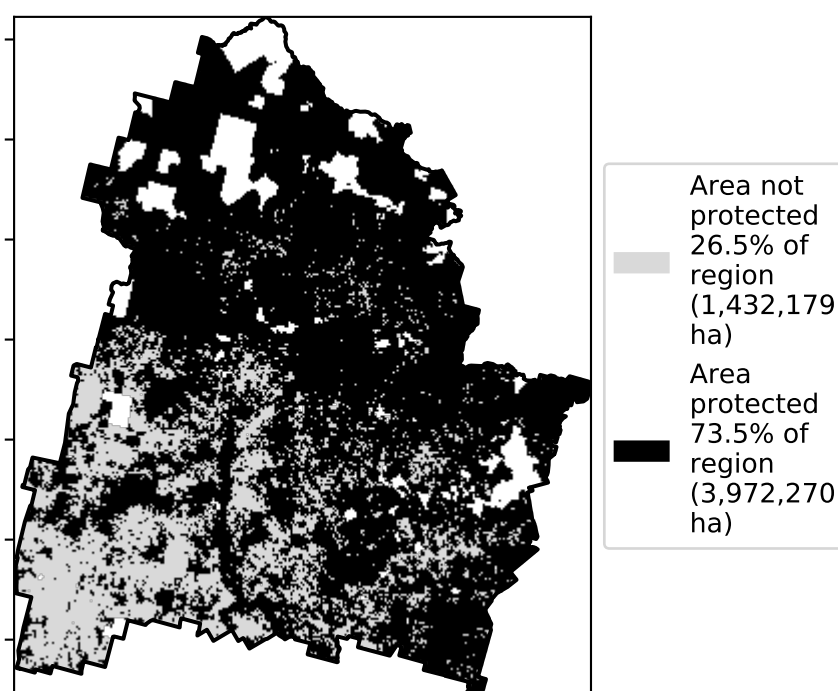 Area not
protected
26.5% of
region
(1,432,179
ha)
Area
protected
73.5% of
region
(3,972,270
ha)